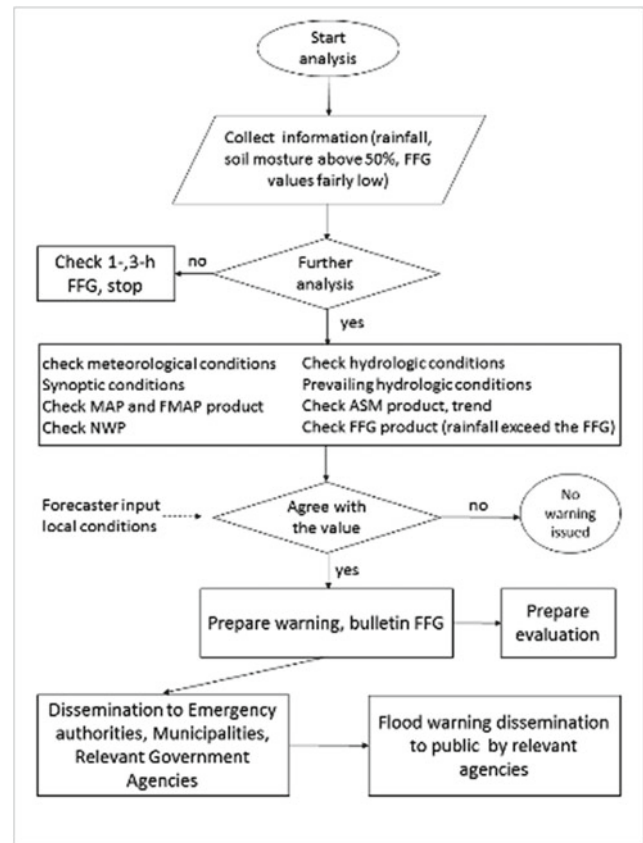 Start
analysis
Collect information (rainfall,
soil mosture above 50%, FFG
values fairly low)
Check 1-,3-h
FFG, stop
no
Further
analysis
yes
check meteorological conditions
Synoptic conditions
Check MAP and FMAP product
Check NWP
Check hydrologic conditions
Prevailing hydrologic conditions
Check ASM product, trend
Check FFG product (rainfall exceed the FFG)
Forecaster input
local conditions
Agree with
the value
no
No
warning
issued
yes
Prepare warning, bulletin FFG
Prepare
evaluation
Dissemination to Emergency
authorities, Municipalities,
Relevant Government
Agencies
Flood warning dissemination
to public by relevant
agencies